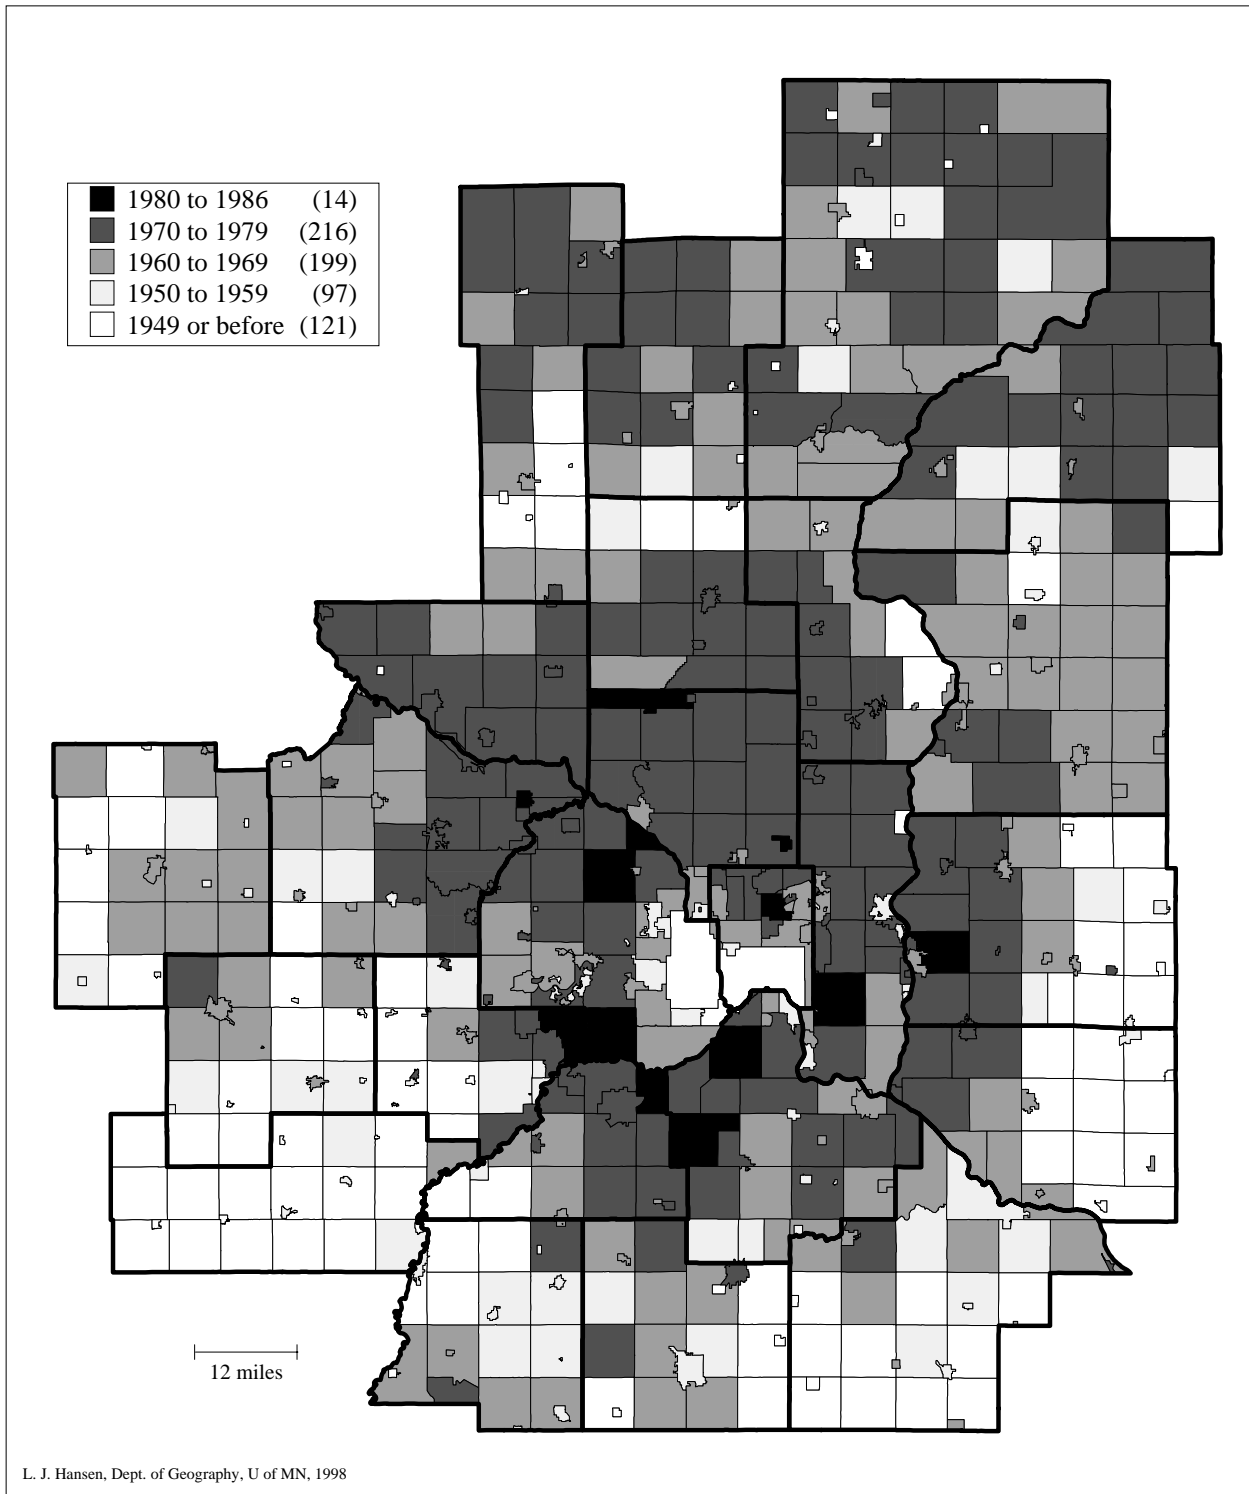 1980 to 1986 (14)
1970 to 1979 (216)
1960 to 1969 (199)
1950 to 1959 (97)
1949 or before (121)
12 miles
L. J. Hansen, Dept. of Geography, U of MN, 1998